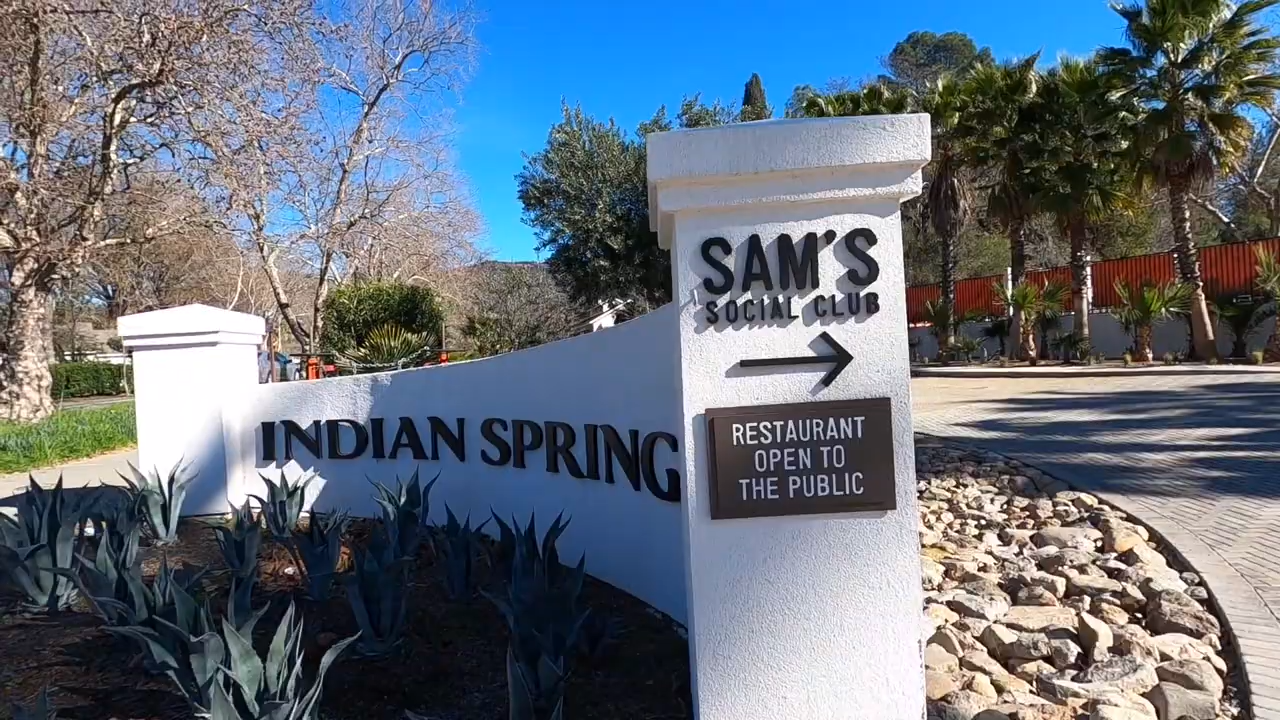 SAM'S
SOCIAL CLUB
INDIAN SPRING
RESTAURANT
OPEN TO
THE PUBLIC